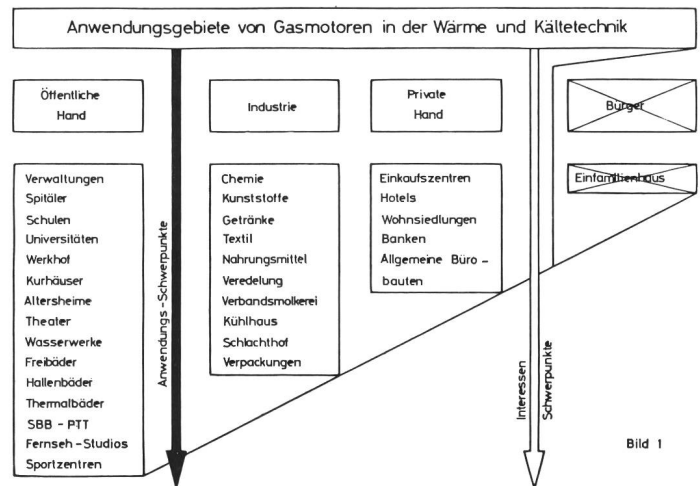 Anwendungsgebiete von Gasmotoren in der Wärme und Kältetechnik
Öffentliche
Hand
Industrie
Private
Hand
Bürger
Verwaltungen
Spitäler
Schulen
Universitäten
Werkhof
Kurhäuser
Altersheime
Theater
Wasserwerke
Freibäder
Hallenbäder
Thermalbäder
SBB - PTT
Fernseh - Studios
Sportzentren
Anwendungs - Schwerpunkte
Chemie
Kunststoffe
Getränke
Textil
Nahrungsmittel
Veredelung
Verbandsmolkerei
Kühlhaus
Schlachthof
Verpackungen
Einkaufszentren
Hotels
Wohnsiedlungen
Banken
Allgemeine Büro -
bauten
Interessen
Schwerpunkte
Einfamilienhaus
Bild 1